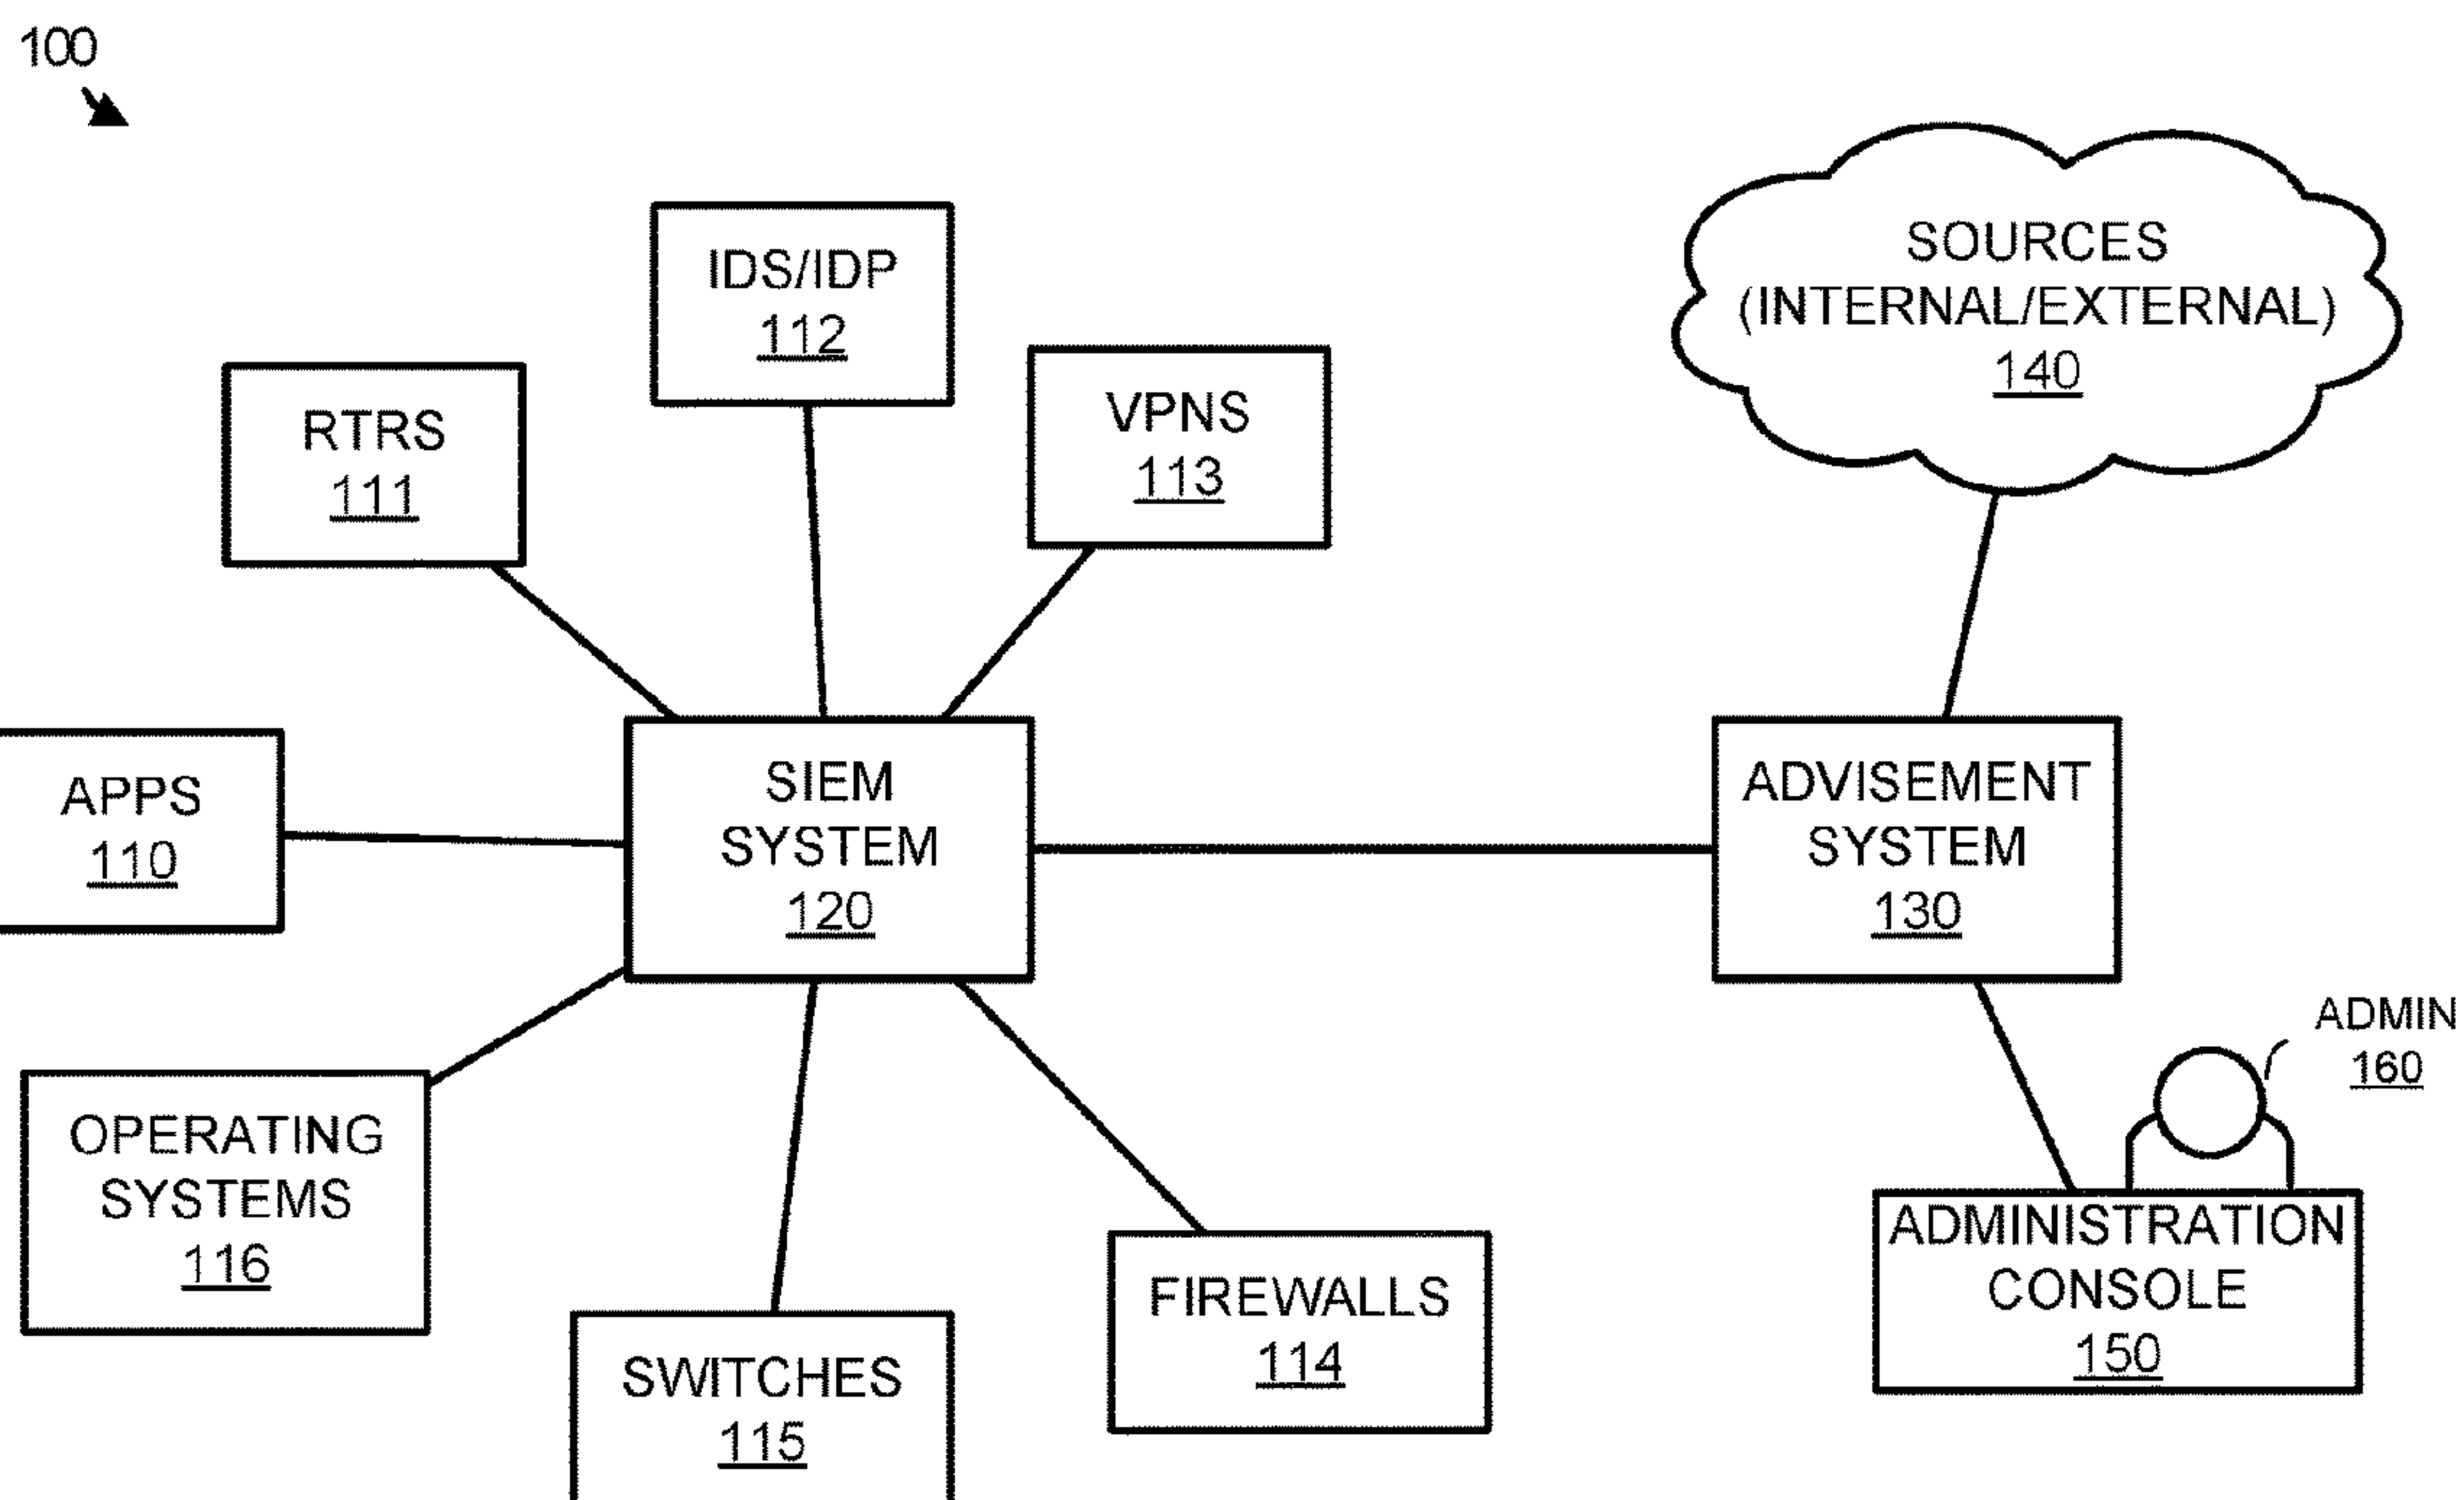 100
IDS/IDP
112
SOURCES
(INTERNAL/EXTERNAL)
140
RTRS
111
VPNS
113
APPS
110
SIEM
SYSTEM
120
ADVISEMENT
SYSTEM
130
ADMIN
160
OPERATING
SYSTEMS
116
SWITCHES
115
FIREWALLS
114
ADMINISTRATION
CONSOLE
150